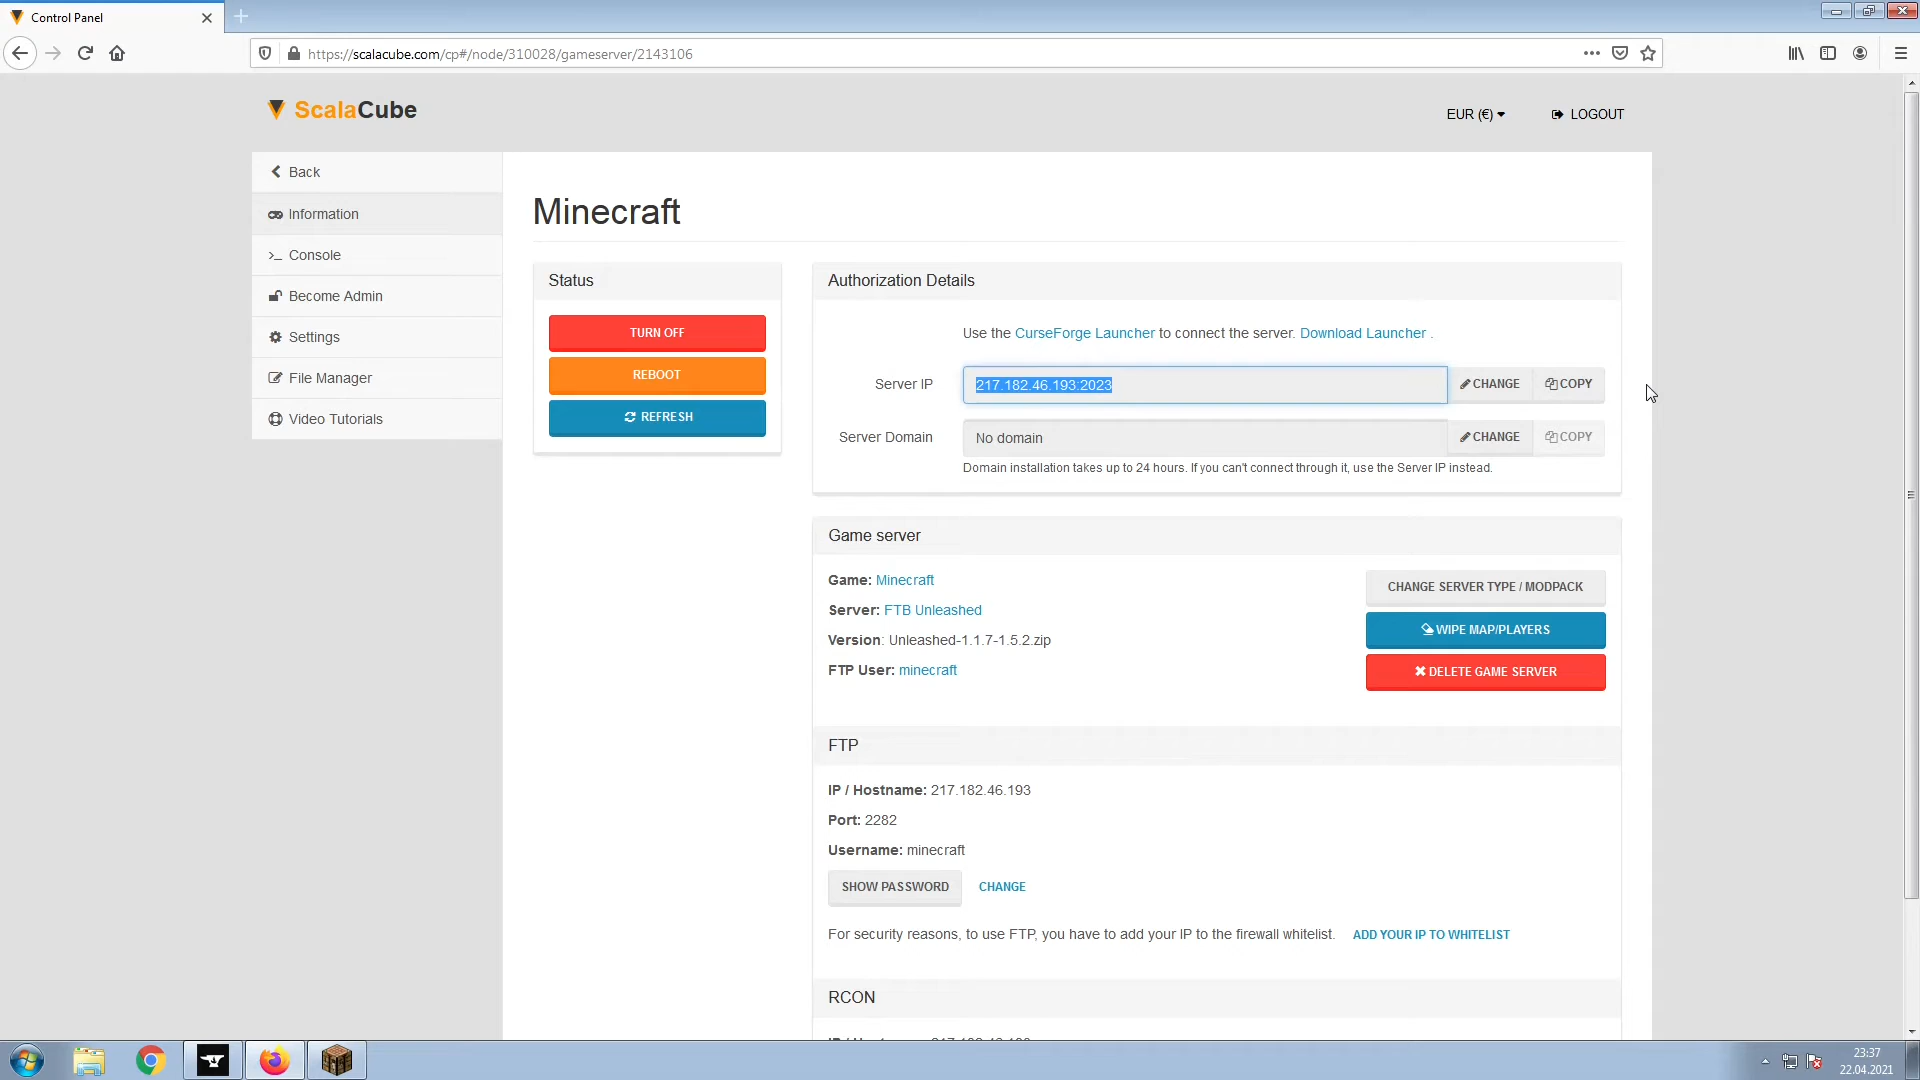 Control Panel
https://scalacube.com/cp#/node/310028/gameserver/2143106
ScalaCube
EUR (€)
LOGOUT
Back
Information
Console
Become Admin
Settings
File Manager
Video Tutorials
Minecraft
Status
TURN OFF
REBOOT
REFRESH
Authorization Details
Use the CurseForge Launcher to connect the server. Download Launcher .
Server IP
217.182.46.193:2023
CHANGE
COPY
Server Domain
No domain
CHANGE
COPY
Domain installation takes up to 24 hours. If you can't connect through it, use the Server IP instead.
Game server
Game: Minecraft
Server: FTB Unleashed
Version: Unleashed-1.1.7-1.5.2.zip
FTP User: minecraft
CHANGE SERVER TYPE / MODPACK
WIPE MAP/PLAYERS
DELETE GAME SERVER
FTP
IP / Hostname: 217.182.46.193
Port: 2282
Username: minecraft
SHOW PASSWORD
CHANGE
For security reasons, to use FTP, you have to add your IP to the firewall whitelist.
ADD YOUR IP TO WHITELIST
RCON
23:37
22.04.2021